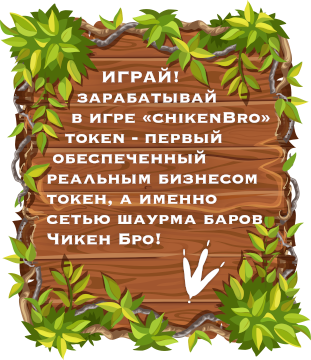 ИГРАЙ!
ЗАРАБАТЫВАЙ
В ИГРЕ «CHIKENBRO»
TOKEN - ПЕРВЫЙ
ОБЕСПЕЧЕННЫЙ
РЕАЛЬНЫМ БИЗНЕСОМ
ТОКЕН, А ИМЕННО
СЕТЬЮ ШАУРМА БАРОВ
ЧИКЕН БРО!